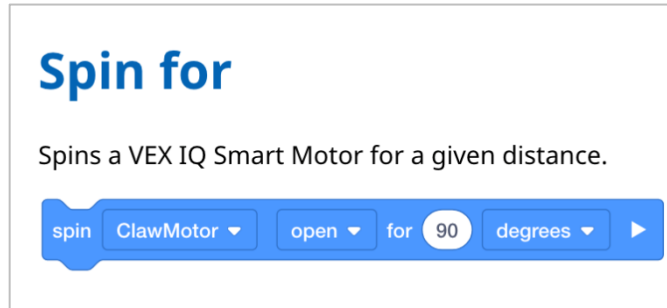 Spin for
Spins a VEX IQ Smart Motor for a given distance.
spin ClawMotor open for 90 degrees